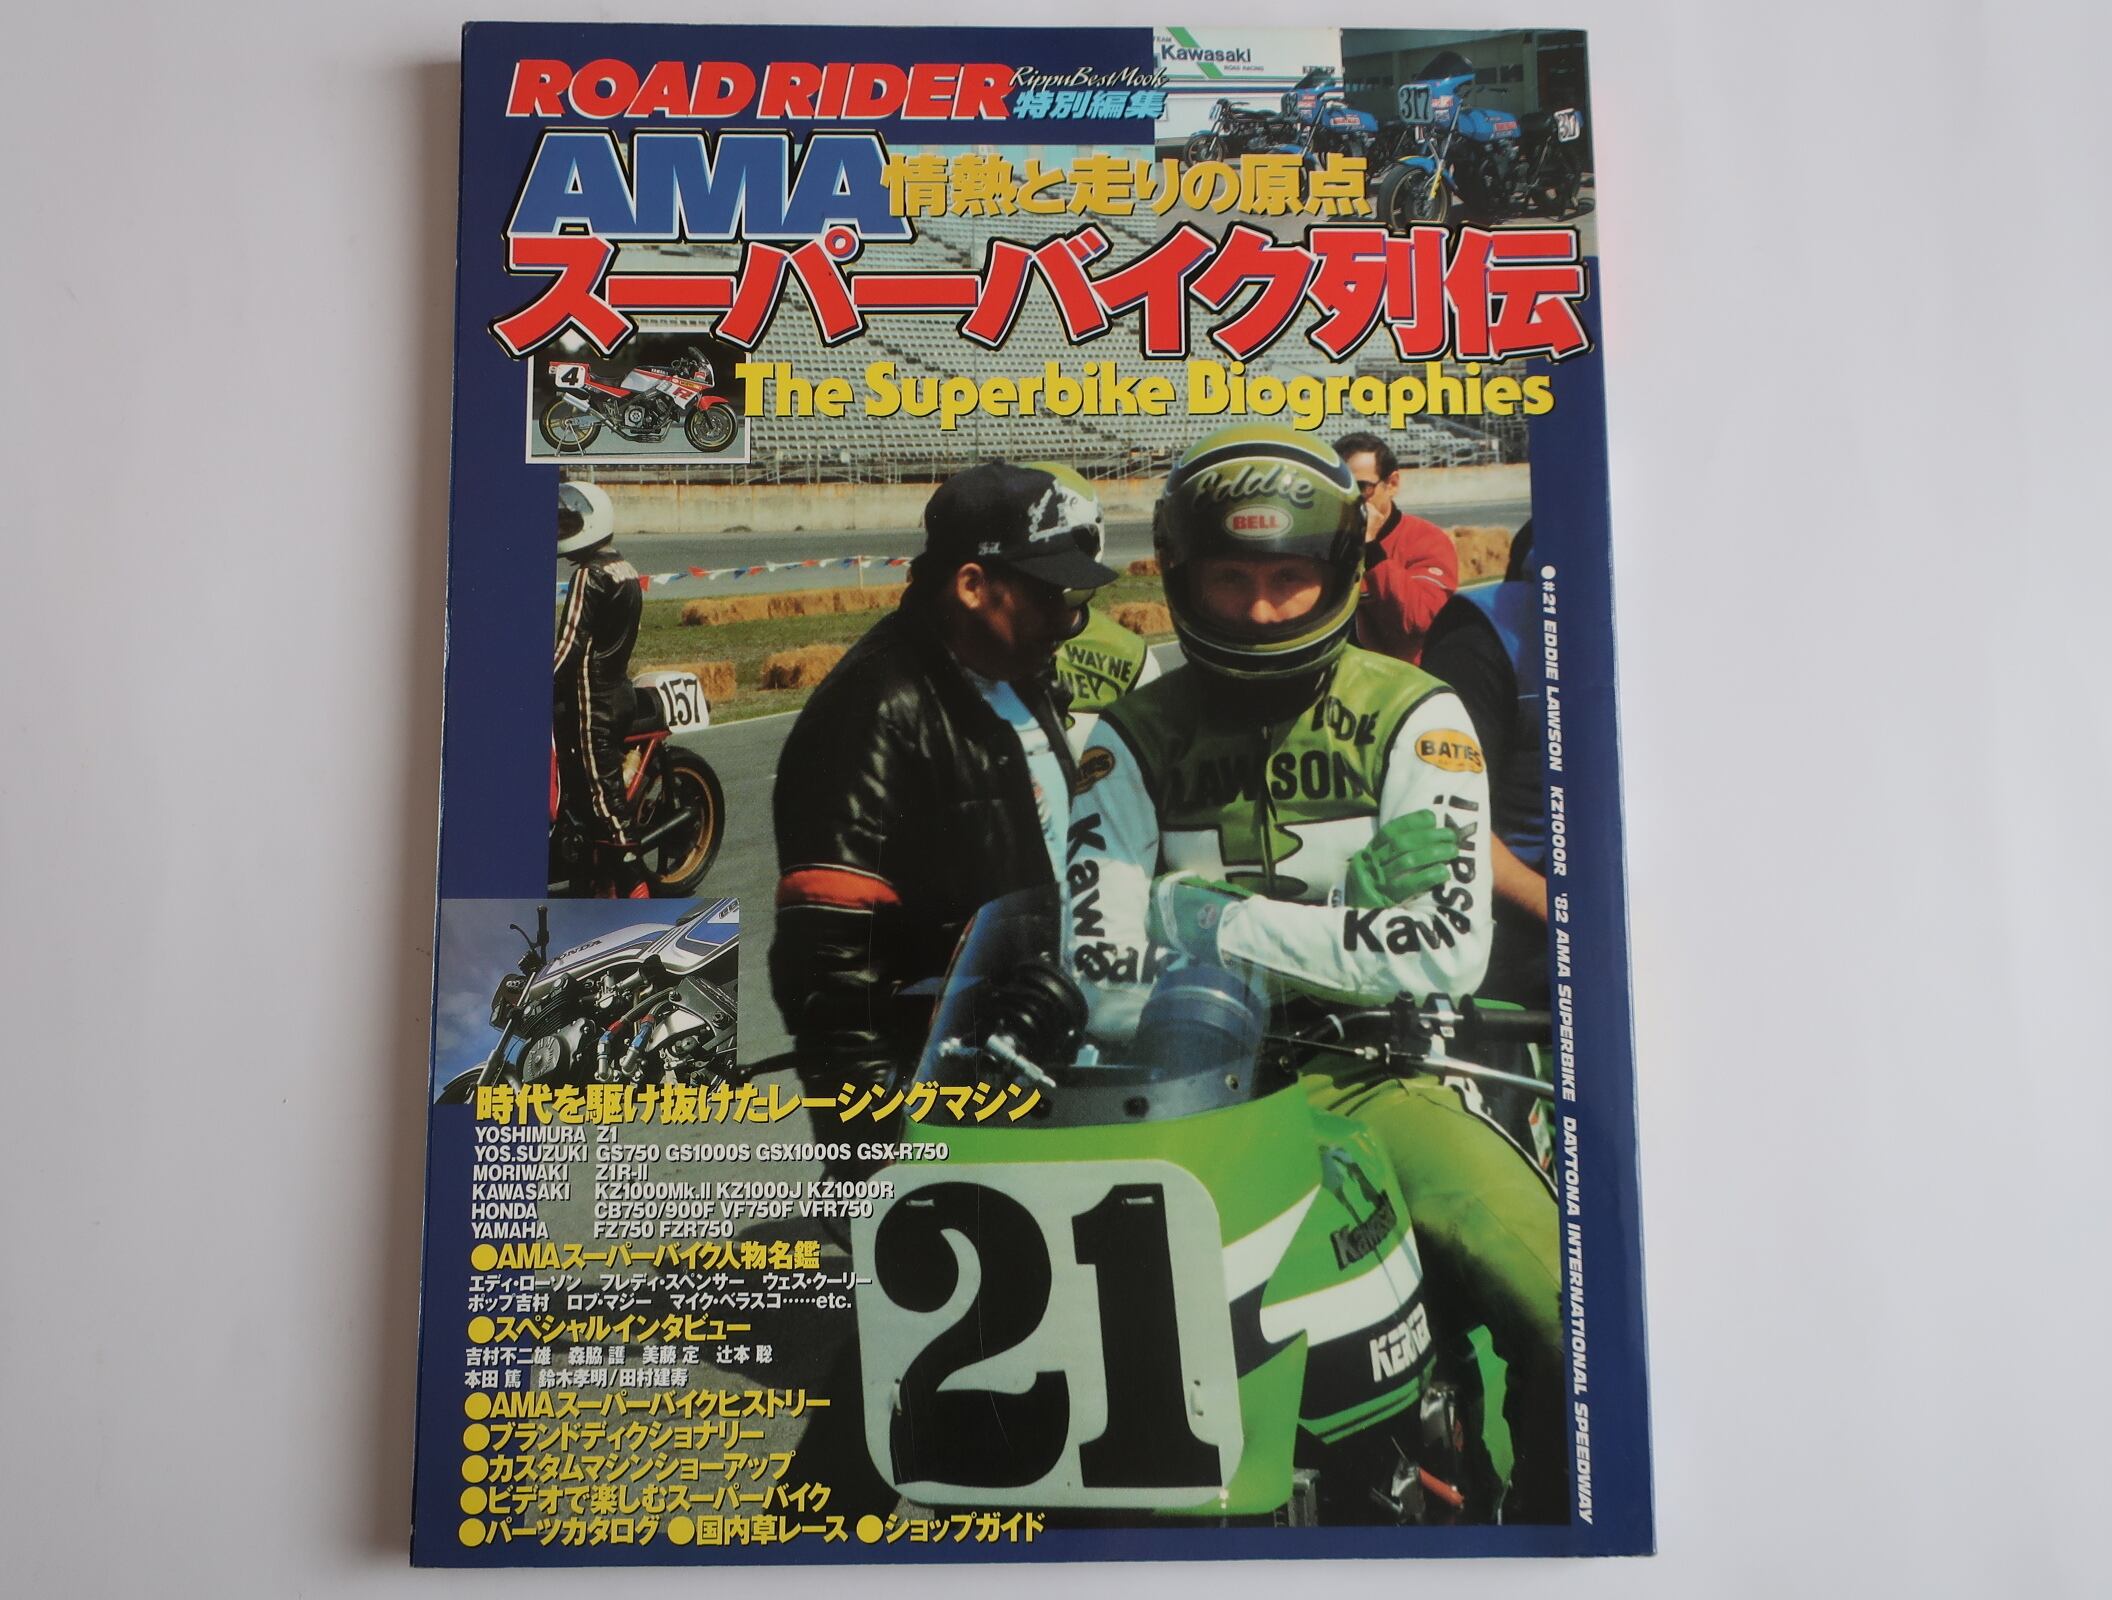 ROAD RIDER
RippuBestMook
特別編集
TEAM
Kawasaki
ROAD RACING
62
317
317
AMA
情熱と走りの原点
スーパーバイク列伝
The Superbike Biographies
4
YAMAHA
FZ
Eddie
BELL
WAYNE
157
EDDIE
LAWSON
BATES
Kawasaki
Kawasaki
HONDA
●#21 EDDIE LAWSON KZ1000R '82 AMA SUPERBIKE DAYTONA INTERNATIONAL SPEEDWAY
21
Kawasaki
KERKER
時代を駆け抜けたレーシングマシン
YOSHIMURA Z1
YOS.SUZUKI GS750 GS1000S GSX1000S GSX-R750
MORIWAKI Z1R-II
KAWASAKI KZ1000Mk.II KZ1000J KZ1000R
HONDA CB750/900F VF750F VFR750
YAMAHA FZ750 FZR750
●AMAスーパーバイク人物名鑑
エディ・ローソン フレディ・スペンサー ウェス・クーリー
ポップ吉村 ロブ・マジー マイク・ベラスコ……etc.
●スペシャルインタビュー
吉村不二雄 森脇 護 美藤 定 辻本 聡
本田 篤 鈴木孝明/田村建寿
●AMAスーパーバイクヒストリー
●ブランドディクショナリー
●カスタムマシンショーアップ
●ビデオで楽しむスーパーバイク
●パーツカタログ ●国内草レース ●ショップガイド